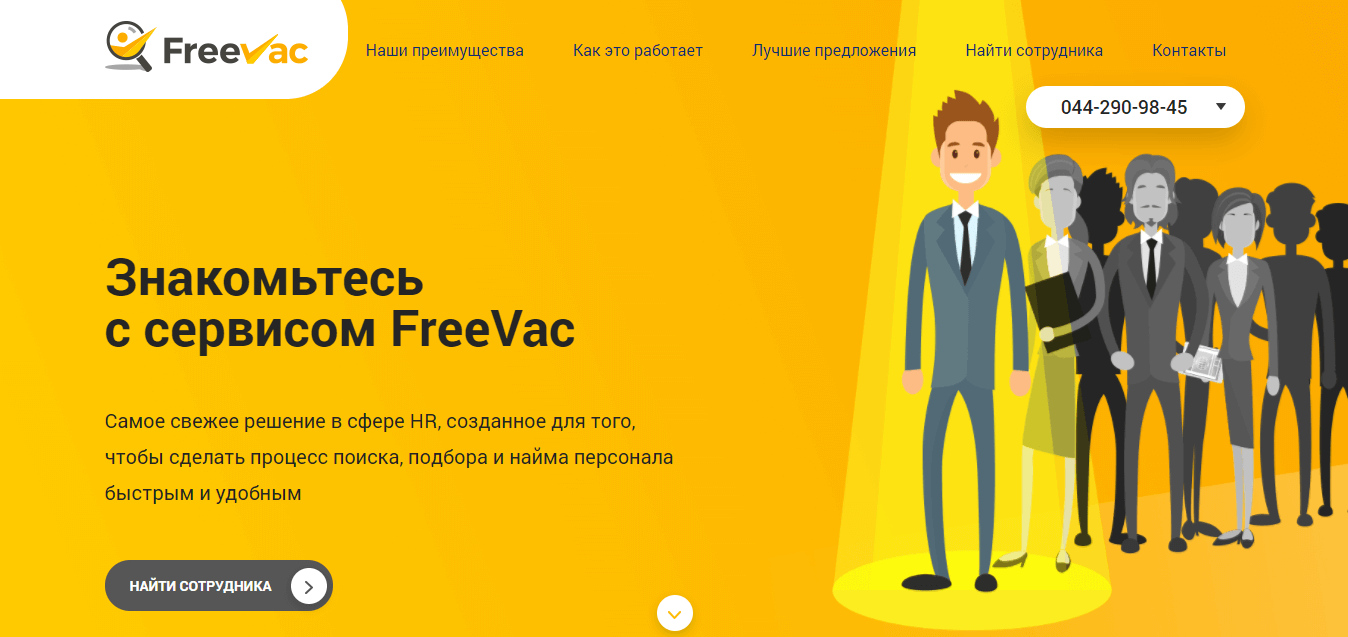 Freevac
Наши преимущества
Как это работает
Лучшие предложения
Найти сотрудника
Контакты
044-290-98-45
Знакомьтесь
с сервисом FreeVac
Самое свежее решение в сфере HR, созданное для того,
чтобы сделать процесс поиска, подбора и найма персонала
быстрым и удобным
НАЙТИ СОТРУДНИКА